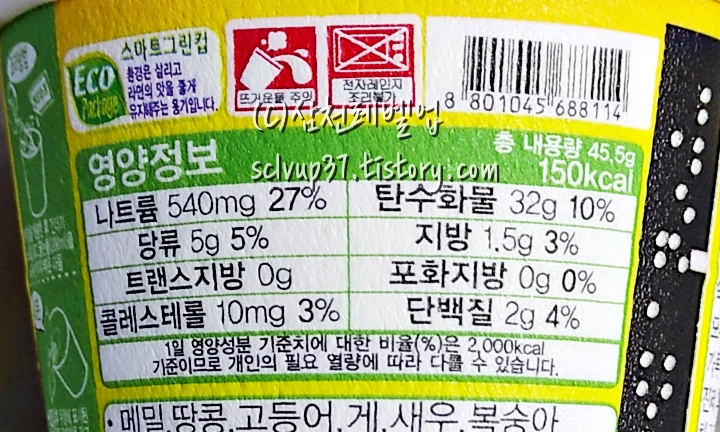 스마트그린컵
ECO
Package
환경은 살리고
라면의 맛을 좋게
유지해주는 용기입니다.
뜨거운물 주의
전자레인지
조리불가
8 801045 688114
(C)삼천레벨업
sclvup37.tistory.com
영양정보
총 내용량 45.5g
150kcal
나트륨 540mg 27% 탄수화물 32g 10%
당류 5g 5% 지방 1.5g 3%
트랜스지방 0g 포화지방 0g 0%
콜레스테롤 10mg 3% 단백질 2g 4%
1일 영양성분 기준치에 대한 비율(%)은 2,000kcal
기준이므로 개인의 필요 열량에 따라 다를 수 있습니다.
·메밀,땅콩,고등어,게,새우,복숭아